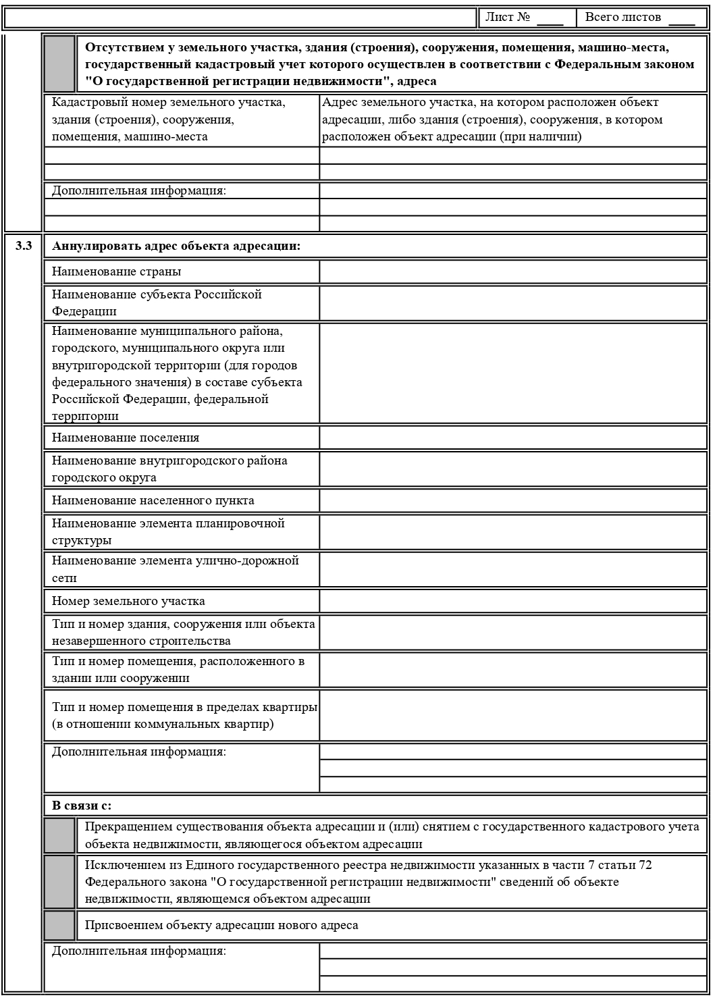 Лист № ____ Всего листов ____
Отсутствием у земельного участка, здания (строения), сооружения, помещения, машино-места,
государственный кадастровый учет которого осуществлен в соответствии с Федеральным законом
"О государственной регистрации недвижимости", адреса
Кадастровый номер земельного участка,
здания (строения), сооружения,
помещения, машино-места
Адрес земельного участка, на котором расположен объект
адресации, либо здания (строения), сооружения, в котором
расположен объект адресации (при наличии)
Дополнительная информация:
3.3 Аннулировать адрес объекта адресации:
Наименование страны
Наименование субъекта Российской
Федерации
Наименование муниципального района,
городского, муниципального округа или
внутригородской территории (для городов
федерального значения) в составе субъекта
Российской Федерации, федеральной
территории
Наименование поселения
Наименование внутригородского района
городского округа
Наименование населенного пункта
Наименование элемента планировочной
структуры
Наименование элемента улично-дорожной
сети
Номер земельного участка
Тип и номер здания, сооружения или объекта
незавершенного строительства
Тип и номер помещения, расположенного в
здании или сооружении
Тип и номер помещения в пределах квартиры
(в отношении коммунальных квартир)
Дополнительная информация:
В связи с:
Прекращением существования объекта адресации и (или) снятием с государственного кадастрового учета
объекта недвижимости, являющегося объектом адресации
Исключением из Единого государственного реестра недвижимости указанных в части 7 статьи 72
Федерального закона "О государственной регистрации недвижимости" сведений об объекте
недвижимости, являющемся объектом адресации
Присвоением объекту адресации нового адреса
Дополнительная информация: